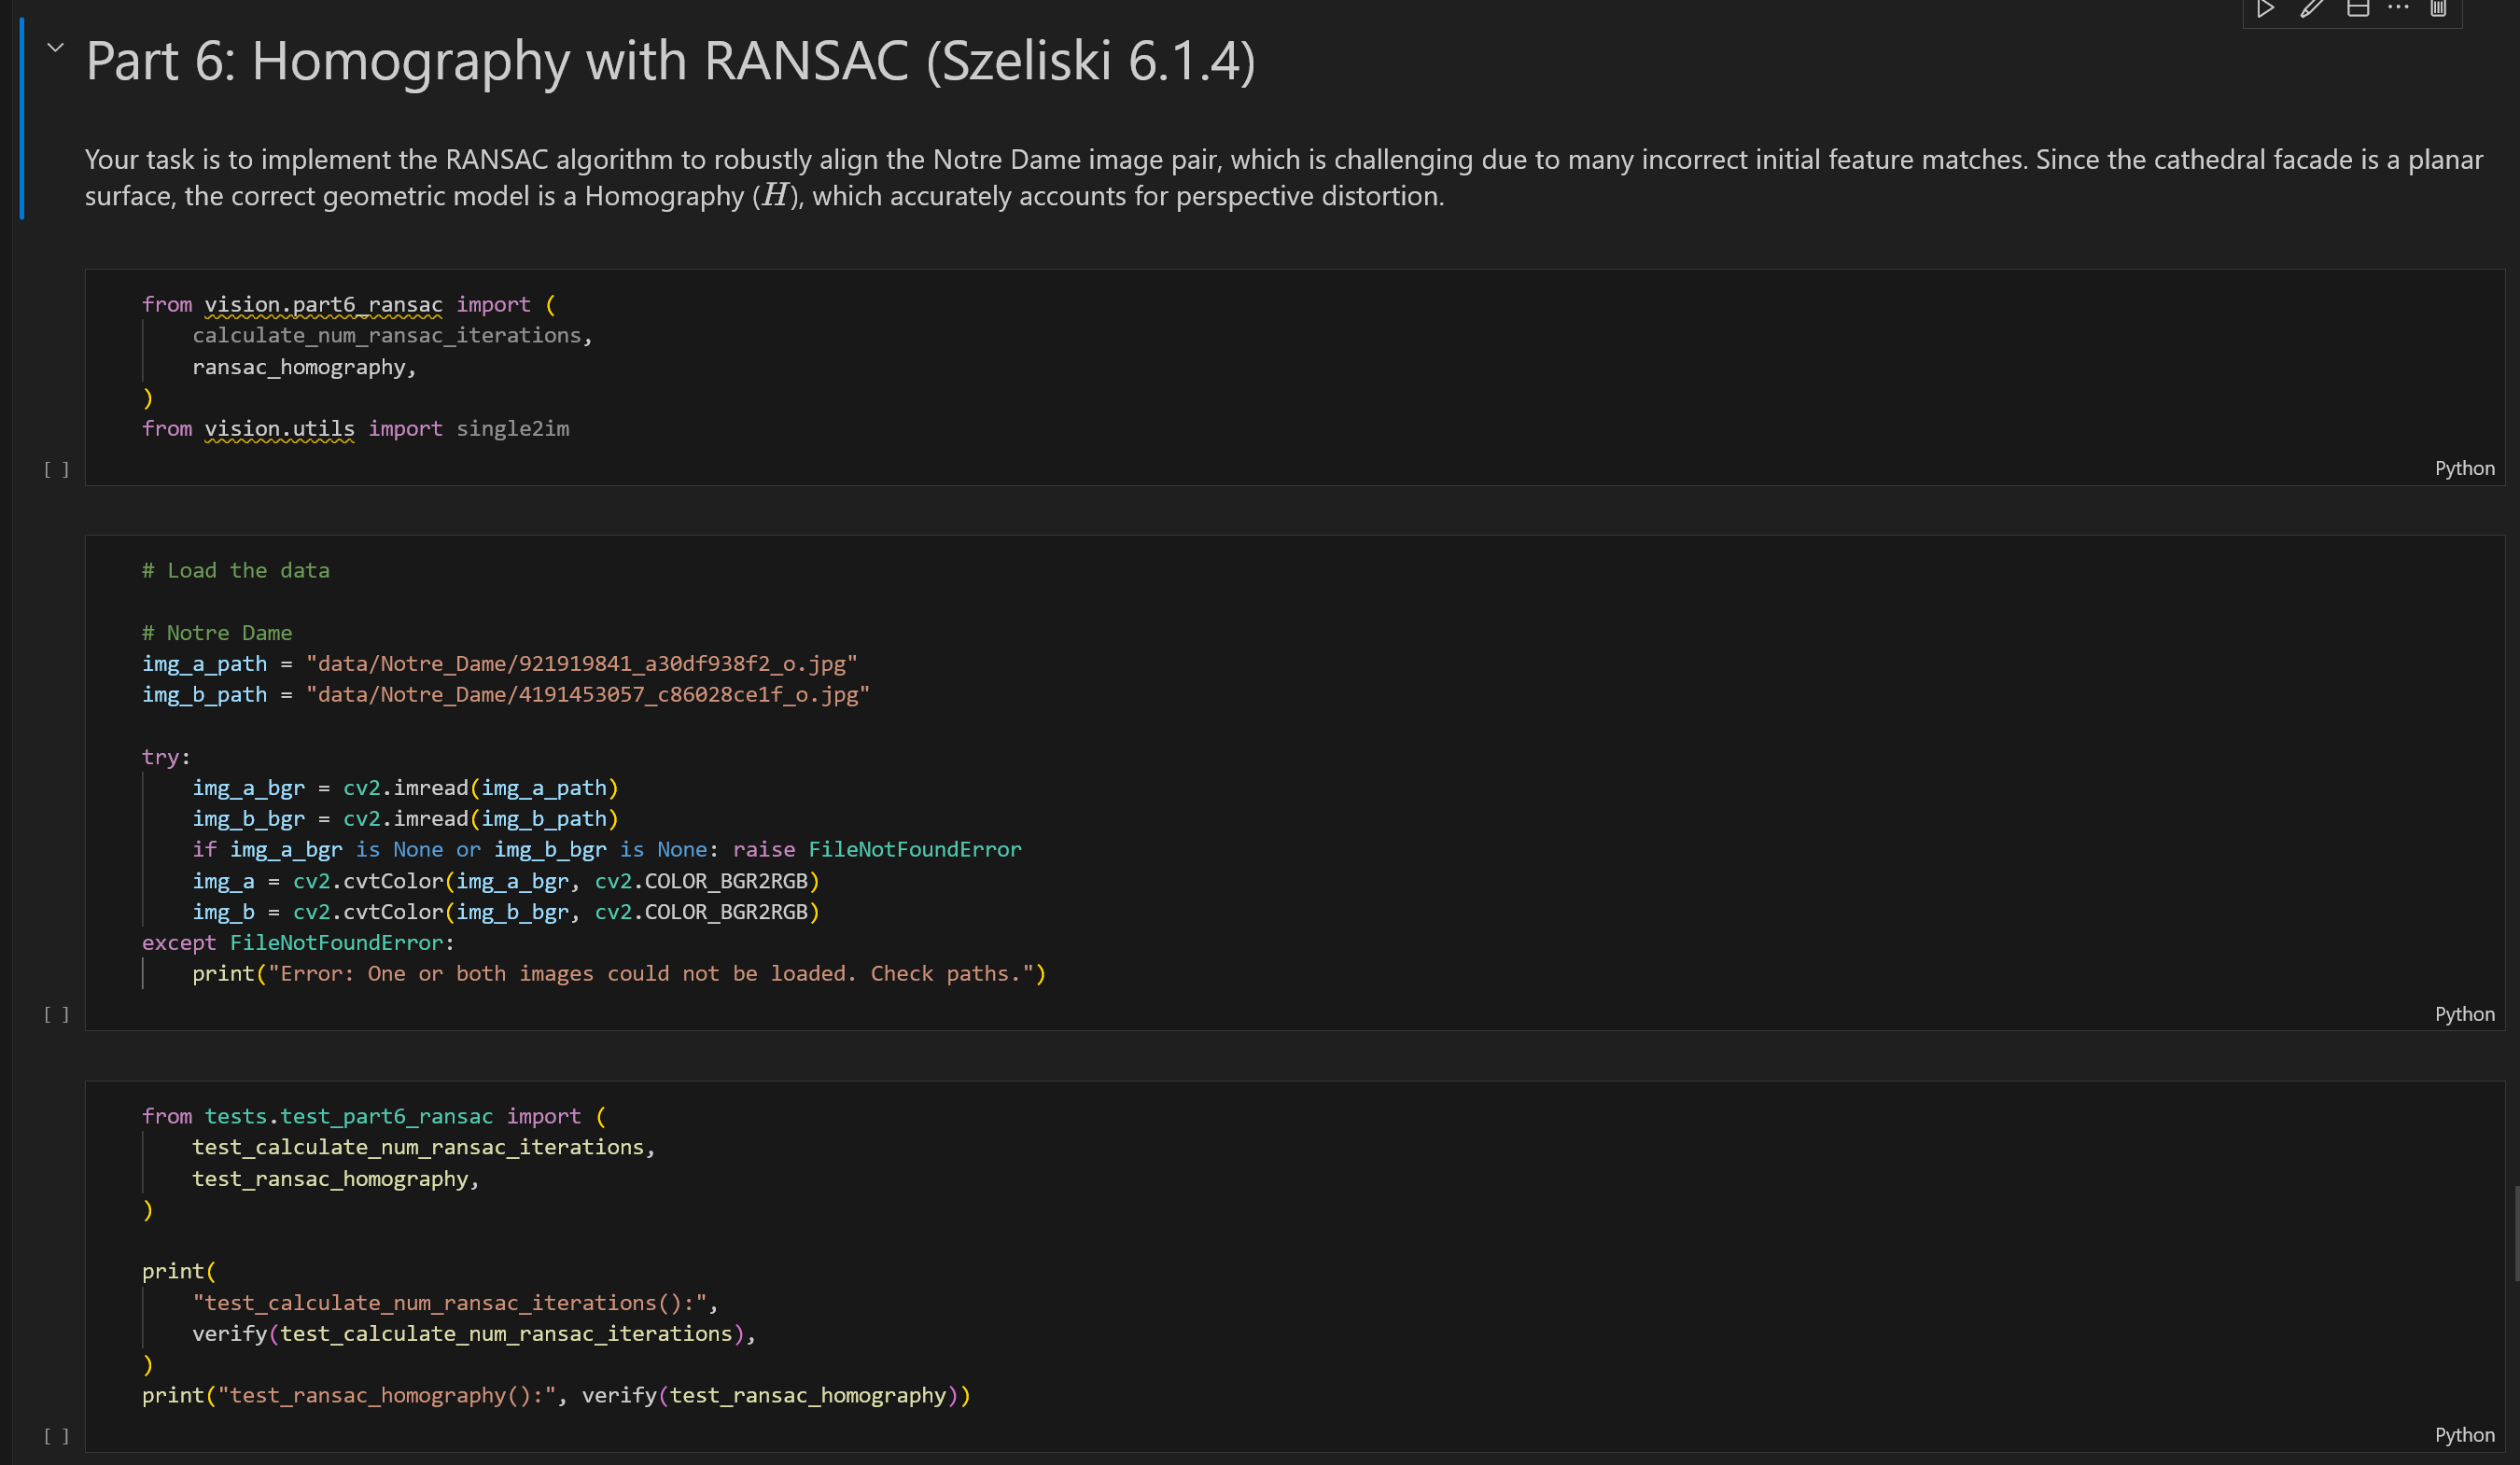 Part 6: Homography with RANSAC (Szeliski 6.1.4)
Your task is to implement the RANSAC algorithm to robustly align the Notre Dame image pair, which is challenging due to many incorrect initial feature matches. Since the cathedral facade is a planar
surface, the correct geometric model is a Homography (H), which accurately accounts for perspective distortion.
from vision.part6_ransac import (
    calculate_num_ransac_iterations,
    ransac_homography,
)
from vision.utils import single2im
[ ]
Python
# Load the data
# Notre Dame
img_a_path = "data/Notre_Dame/921919841_a30df938f2_o.jpg"
img_b_path = "data/Notre_Dame/4191453057_c86028ce1f_o.jpg"
try:
    img_a_bgr = cv2.imread(img_a_path)
    img_b_bgr = cv2.imread(img_b_path)
    if img_a_bgr is None or img_b_bgr is None: raise FileNotFoundError
    img_a = cv2.cvtColor(img_a_bgr, cv2.COLOR_BGR2RGB)
    img_b = cv2.cvtColor(img_b_bgr, cv2.COLOR_BGR2RGB)
except FileNotFoundError:
    print("Error: One or both images could not be loaded. Check paths.")
[ ]
Python
from tests.test_part6_ransac import (
    test_calculate_num_ransac_iterations,
    test_ransac_homography,
)
print(
    "test_calculate_num_ransac_iterations():",
    verify(test_calculate_num_ransac_iterations),
)
print("test_ransac_homography():", verify(test_ransac_homography))
[ ]
Python